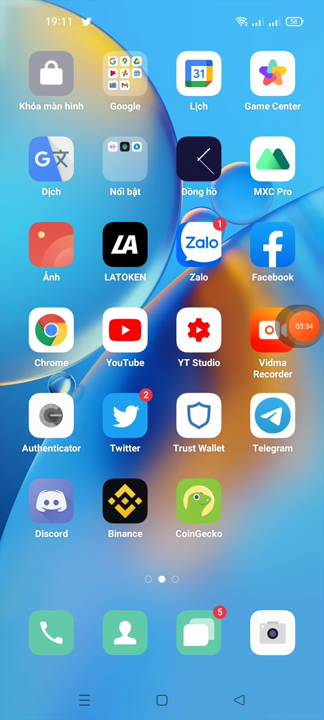 19:11
58
Khóa màn hình
Google
Lịch
Game Center
31
Dịch
Nổi bật
Đồng hồ
MXC Pro
Ảnh
LATOKEN
Zalo
Facebook
LA
Zalo
1
Chrome
YouTube
YT Studio
Vidma Recorder
03:34
Authenticator
Twitter
Trust Wallet
Telegram
2
Discord
Binance
CoinGecko
5